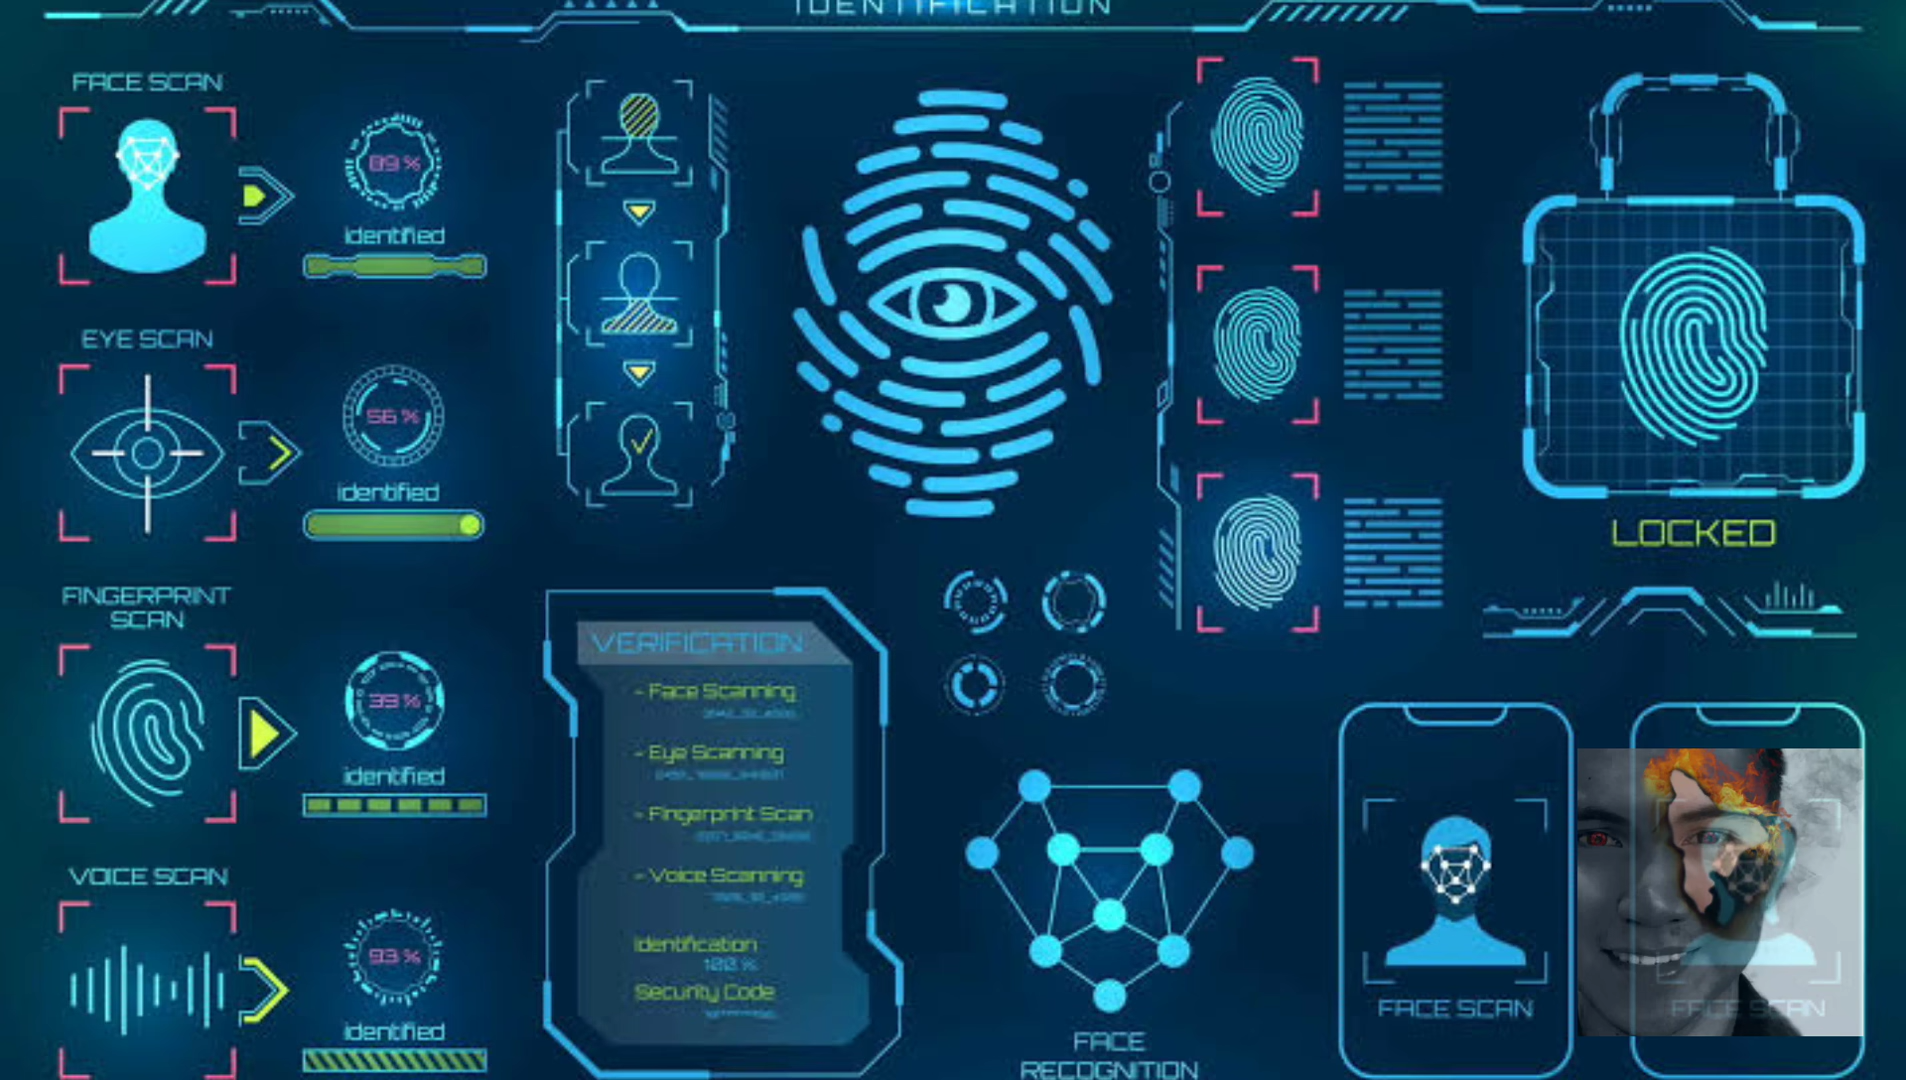 IDENTIFICATION
FACE SCAN
89 %
identified
EYE SCAN
56 %
identified
FINGERPRINT
SCAN
39 %
identified
VOICE SCAN
93 %
identified
VERIFICATION
- Face Scanning
- Eye Scanning
- Fingerprint Scan
- Voice Scanning
Identification
100 %
Security Code
FACE
RECOGNITION
LOCKED
FACE SCAN
FACE SCAN